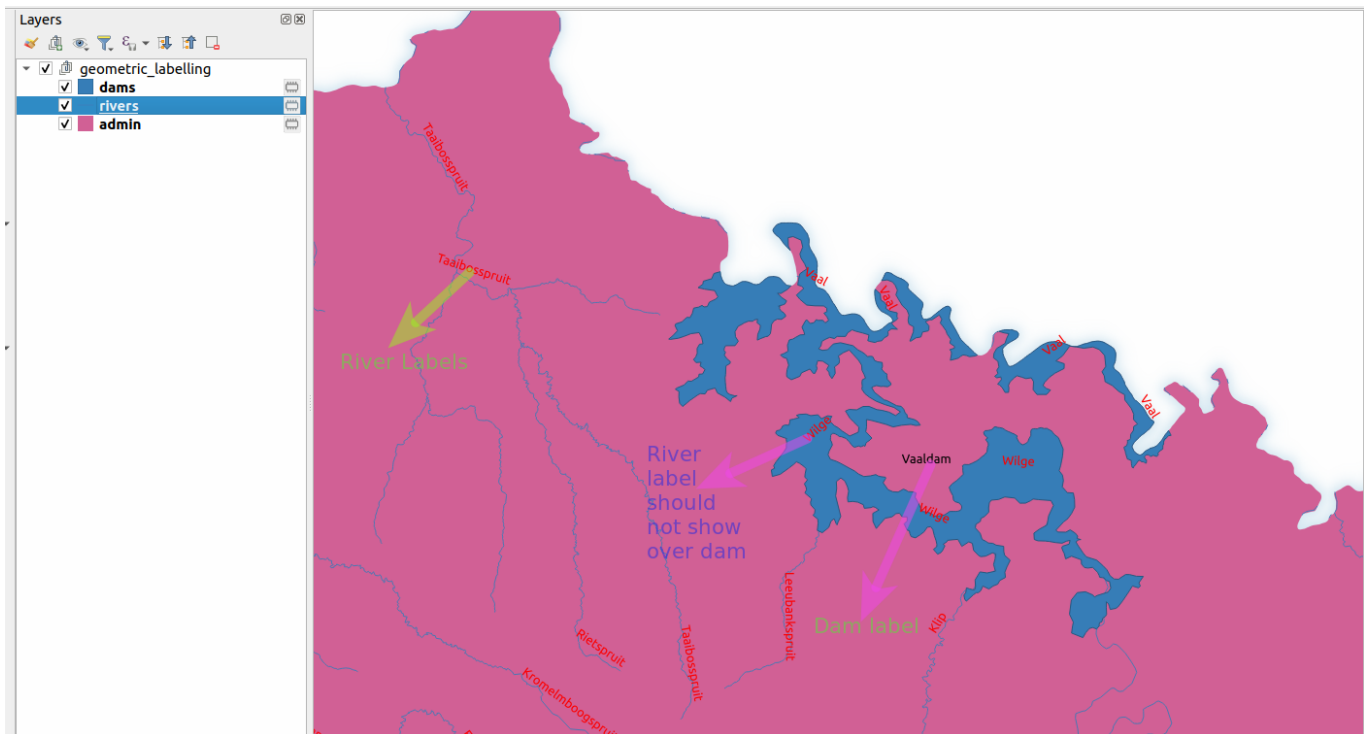 Layers
geometric_labelling
dams
rivers
admin
Taaibosspruit
Taaibosspruit
River Labels
Vaal
Vaal
Vaal
Vaal
Wilge
River
label
should
not show
over dam
Vaaldam
Wilge
Wilge
Leeubankspruit
Dam label
Klip
Rietspruit
Taaibosspruit
Kromelmboogspruit